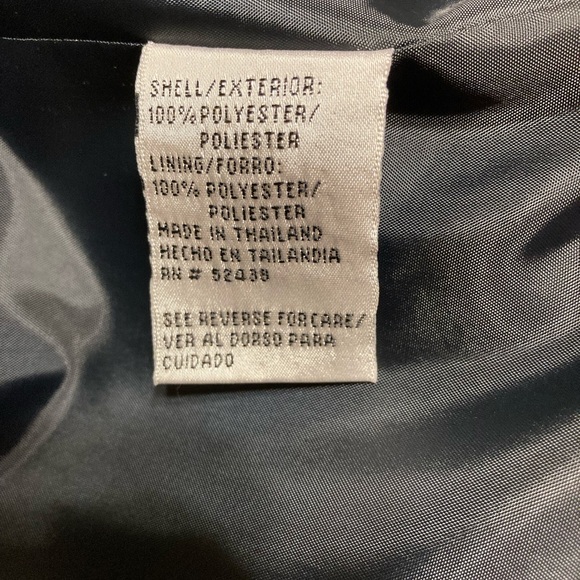 SHELL/EXTERIOR:
100% POLYESTER/
POLIESTER
LINING/FORRO:
100% POLYESTER/
POLIESTER
MADE IN THAILAND
HECHO EN TAILANDIA
RN # 52439
SEE REVERSE FOR CARE/
VER AL DORSO PARA
CUIDADO